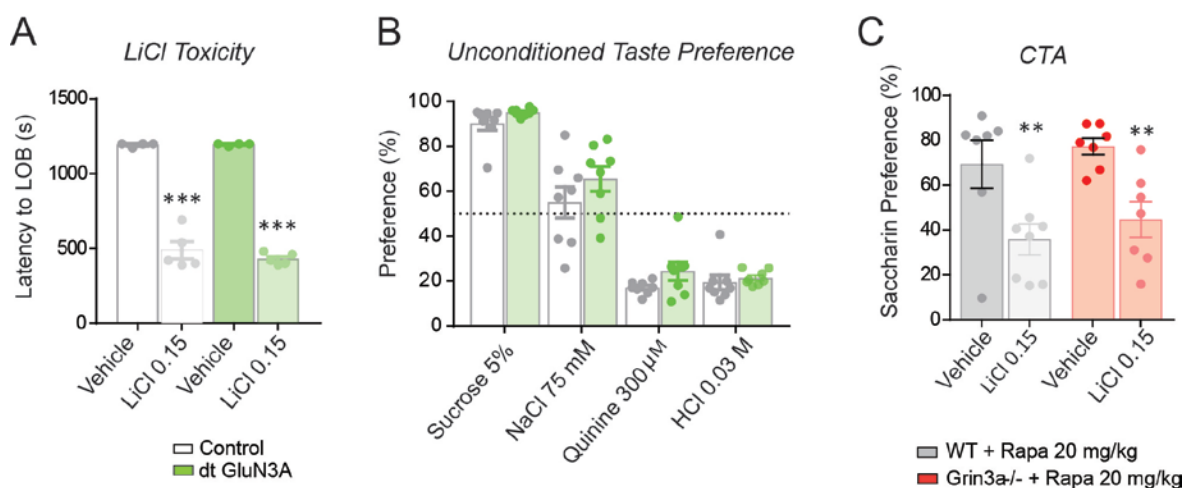 A
LiCl Toxicity
Latency to LOB (s)
1500
1000
500
0
***
***
Vehicle
LiCl 0.15
Vehicle
LiCl 0.15
Control
dt GluN3A
B
Unconditioned Taste Preference
Preference (%)
100
80
60
40
20
0
Sucrose 5%
NaCl 75 mM
Quinine 300µM
HCl 0.03 M
C
CTA
Saccharin Preference (%)
100
80
60
40
20
0
**
**
Vehicle
LiCl 0.15
Vehicle
LiCl 0.15
WT + Rapa 20 mg/kg
Grin3a-/- + Rapa 20 mg/kg